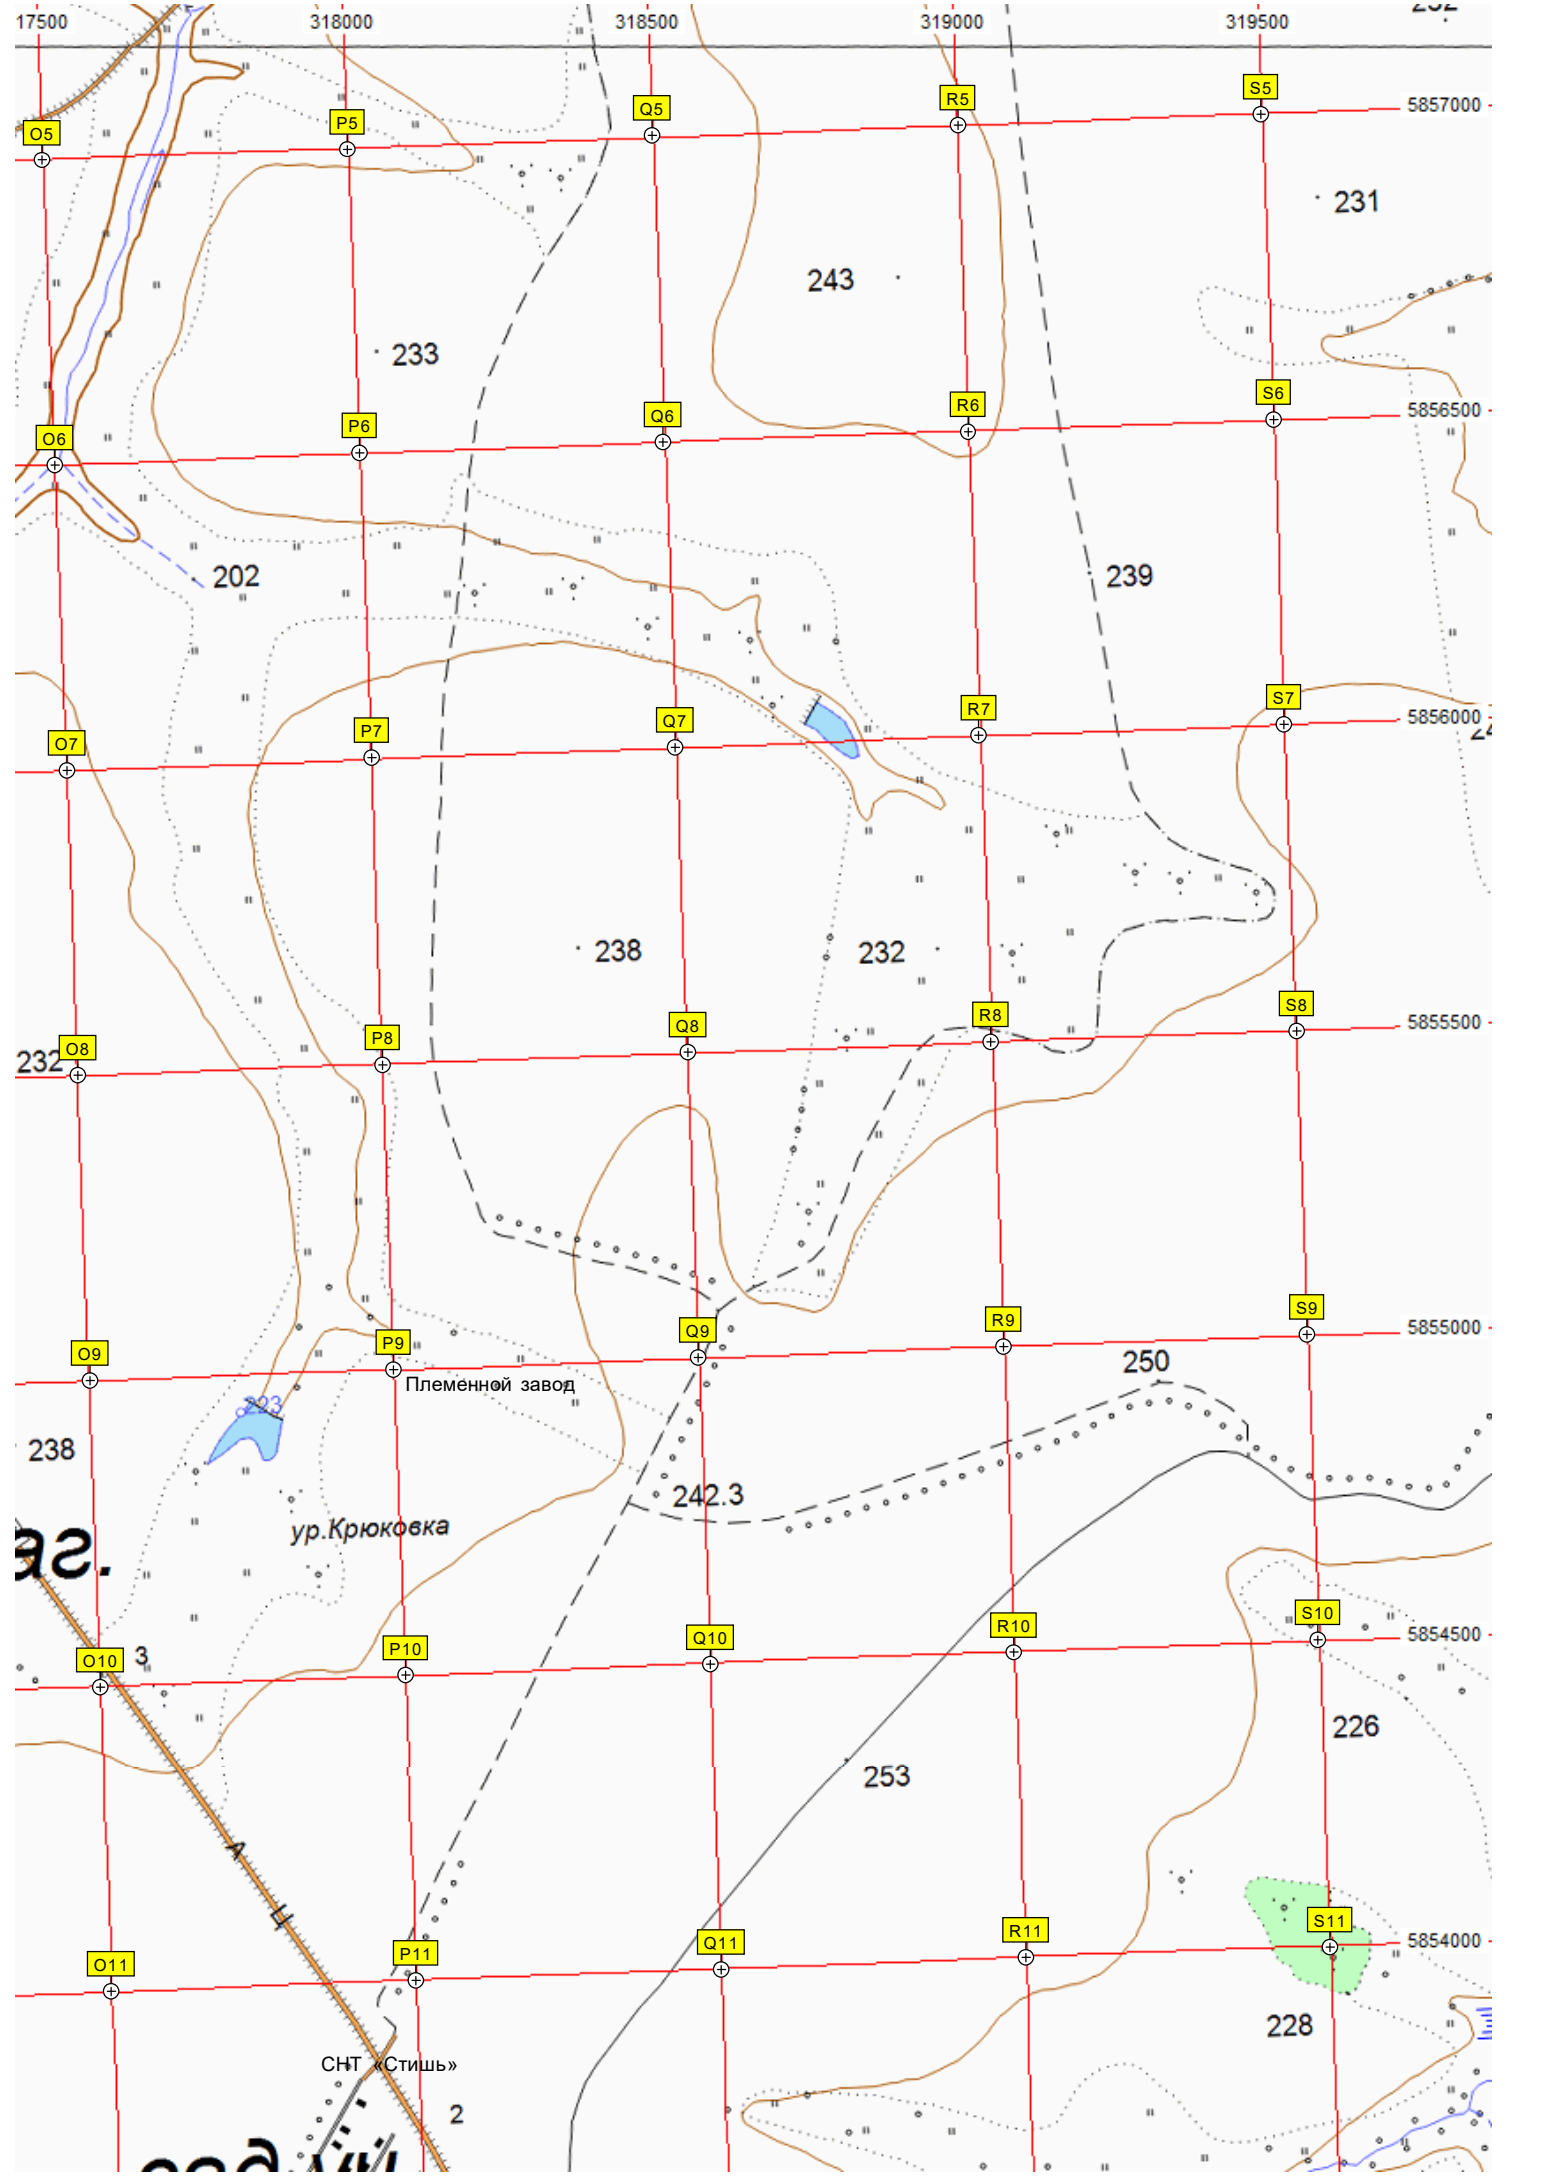 17500 318000 318500 319000 319500
O5 P5 Q5 R5 S5 5857000
231
243
233
O6 P6 Q6 R6 S6 5856500
202 239
O7 P7 Q7 R7 S7 5856000
238 232
232 O8 P8 Q8 R8 S8 5855500
O9 P9 Q9 R9 S9 5855000
250
Племенной завод
223
238
242.3
ур.Крюковка
аг.
O10 3 P10 Q10 R10 S10 5854500
226
253
А
Ц
O11 P11 Q11 R11 S11 5854000
228
СНТ «Стишь»
2